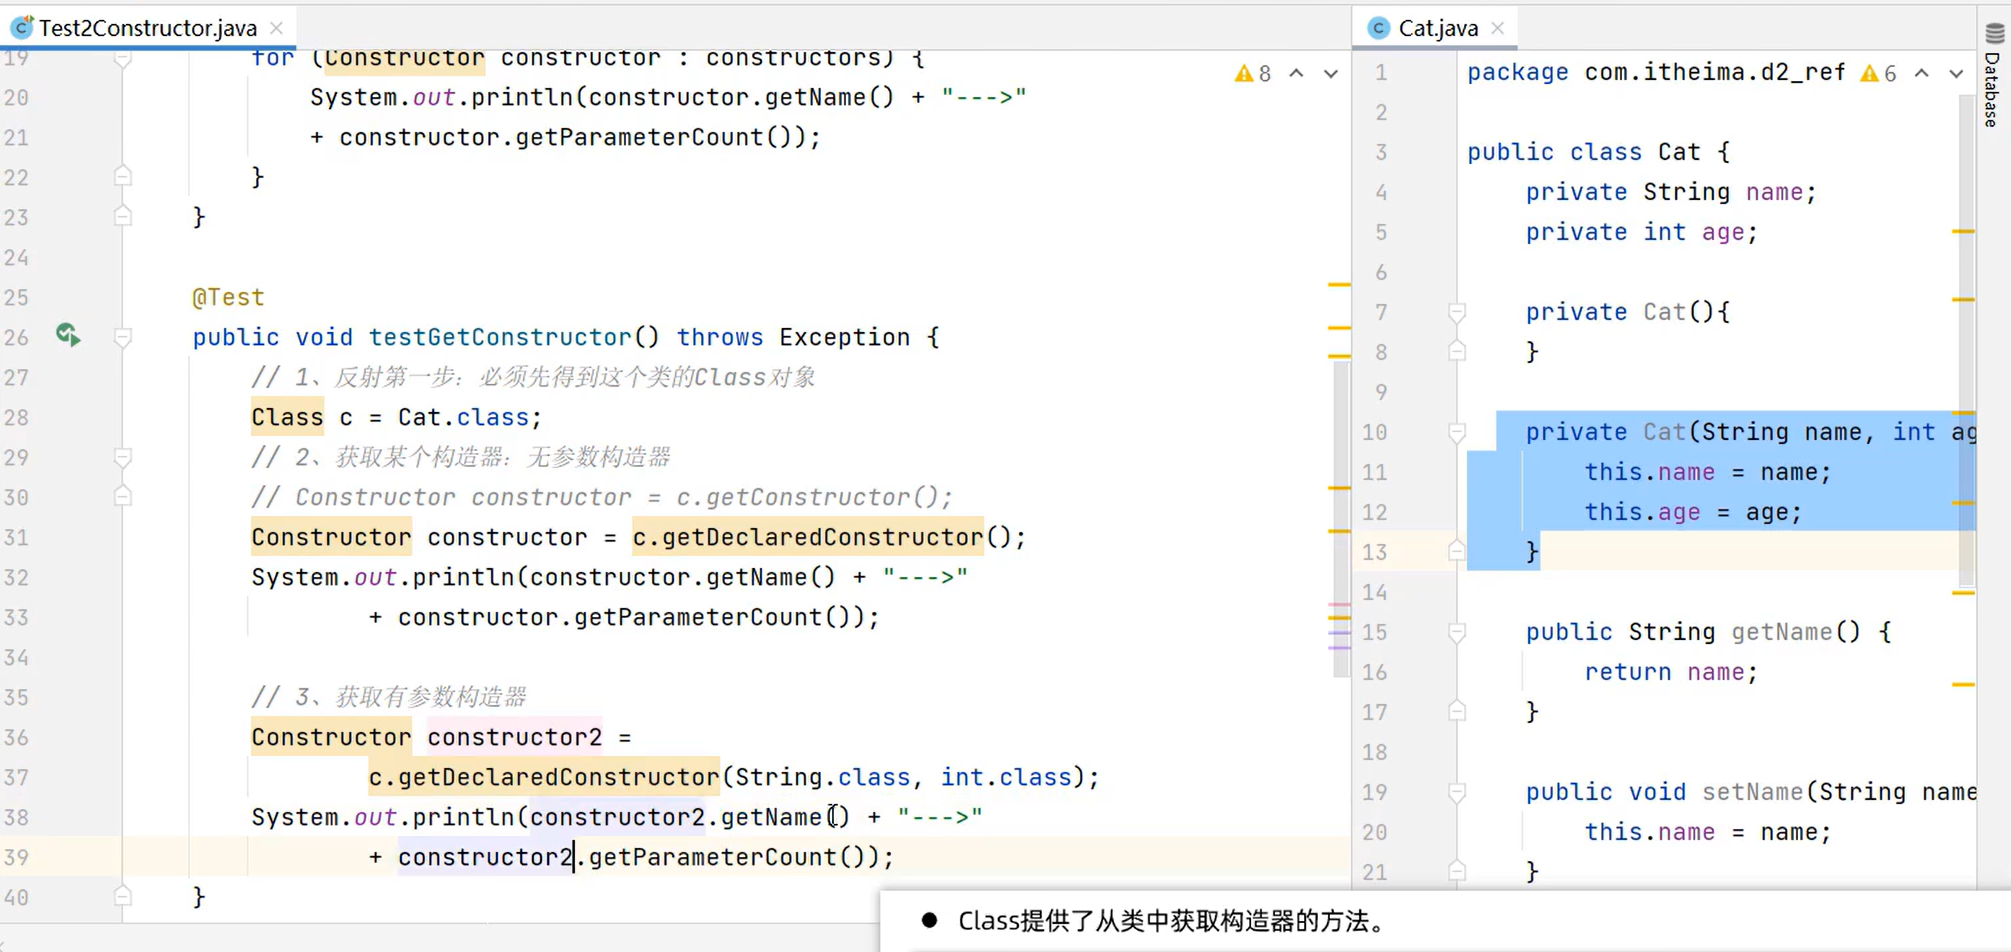 Test2Constructor.java
19 for (Constructor constructor : constructors) {
8
20 System.out.println(constructor.getName() + "--->"
21 + constructor.getParameterCount());
22 }
23 }
24
25 @Test
26 public void testGetConstructor() throws Exception {
27 // 1、反射第一步：必须先得到这个类的Class对象
28 Class c = Cat.class;
29 // 2、获取某个构造器：无参数构造器
30 // Constructor constructor = c.getConstructor();
31 Constructor constructor = c.getDeclaredConstructor();
32 System.out.println(constructor.getName() + "--->"
33 + constructor.getParameterCount());
34
35 // 3、获取有参数构造器
36 Constructor constructor2 =
37 c.getDeclaredConstructor(String.class, int.class);
38 System.out.println(constructor2.getName() + "--->"
39 + constructor2.getParameterCount());
40 }
Cat.java
1 package com.itheima.d2_ref
6
2
3 public class Cat {
4 private String name;
5 private int age;
6
7 private Cat(){
8 }
9
10 private Cat(String name, int ag
11 this.name = name;
12 this.age = age;
13 }
14
15 public String getName() {
16 return name;
17 }
18
19 public void setName(String name
20 this.name = name;
21 }
Database
● Class提供了从类中获取构造器的方法。